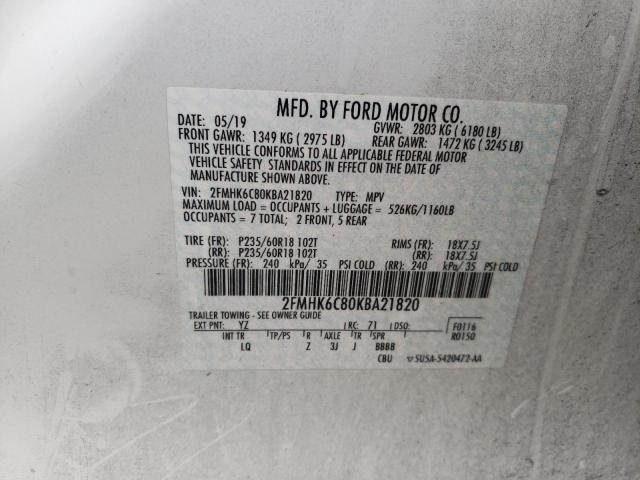 MFD. BY FORD MOTOR CO.
DATE: 05/19 GVWR: 2803 KG ( 6180 LB)
FRONT GAWR: 1349 KG ( 2975 LB) REAR GAWR: 1472 KG ( 3245 LB)
THIS VEHICLE CONFORMS TO ALL APPLICABLE FEDERAL MOTOR
VEHICLE SAFETY STANDARDS IN EFFECT ON THE DATE OF
MANUFACTURE SHOWN ABOVE.
VIN: 2FMHK6C80KBA21820 TYPE: MPV
MAXIMUM LOAD = OCCUPANTS + LUGGAGE = 526KG/1160LB
OCCUPANTS = 7 TOTAL; 2 FRONT, 5 REAR
TIRE (FR): P235/60R18 102T RIMS (FR): 18X7.5J
(RR): P235/60R18 102T (RR): 18X7.5J
PRESSURE (FR): 240 kPa/ 35 PSI COLD (RR): 240 kPa/ 35 PSI COLD
2FMHK6C80KBA21820
TRAILER TOWING - SEE OWNER GUIDE
EXT PNT: YZ RC: 71 DSO: F0116
INT TR TP/PS R AXLE TR SPR R0150
LQ Z 3J J BBBB
CBU 5U5A-5420472-AA